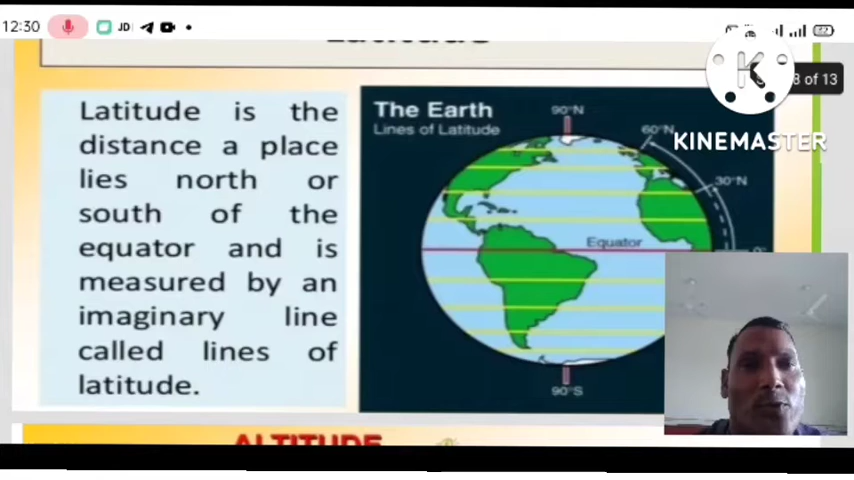 12:30
JD
8 of 13
KINEMASTER
Latitude
Latitude is the
distance a place
lies north or
south of the
equator and is
measured by an
imaginary line
called lines of
latitude.
The Earth
Lines of Latitude
90°N
60°N
30°N
Equator
0°
90°S
ALTITUDE